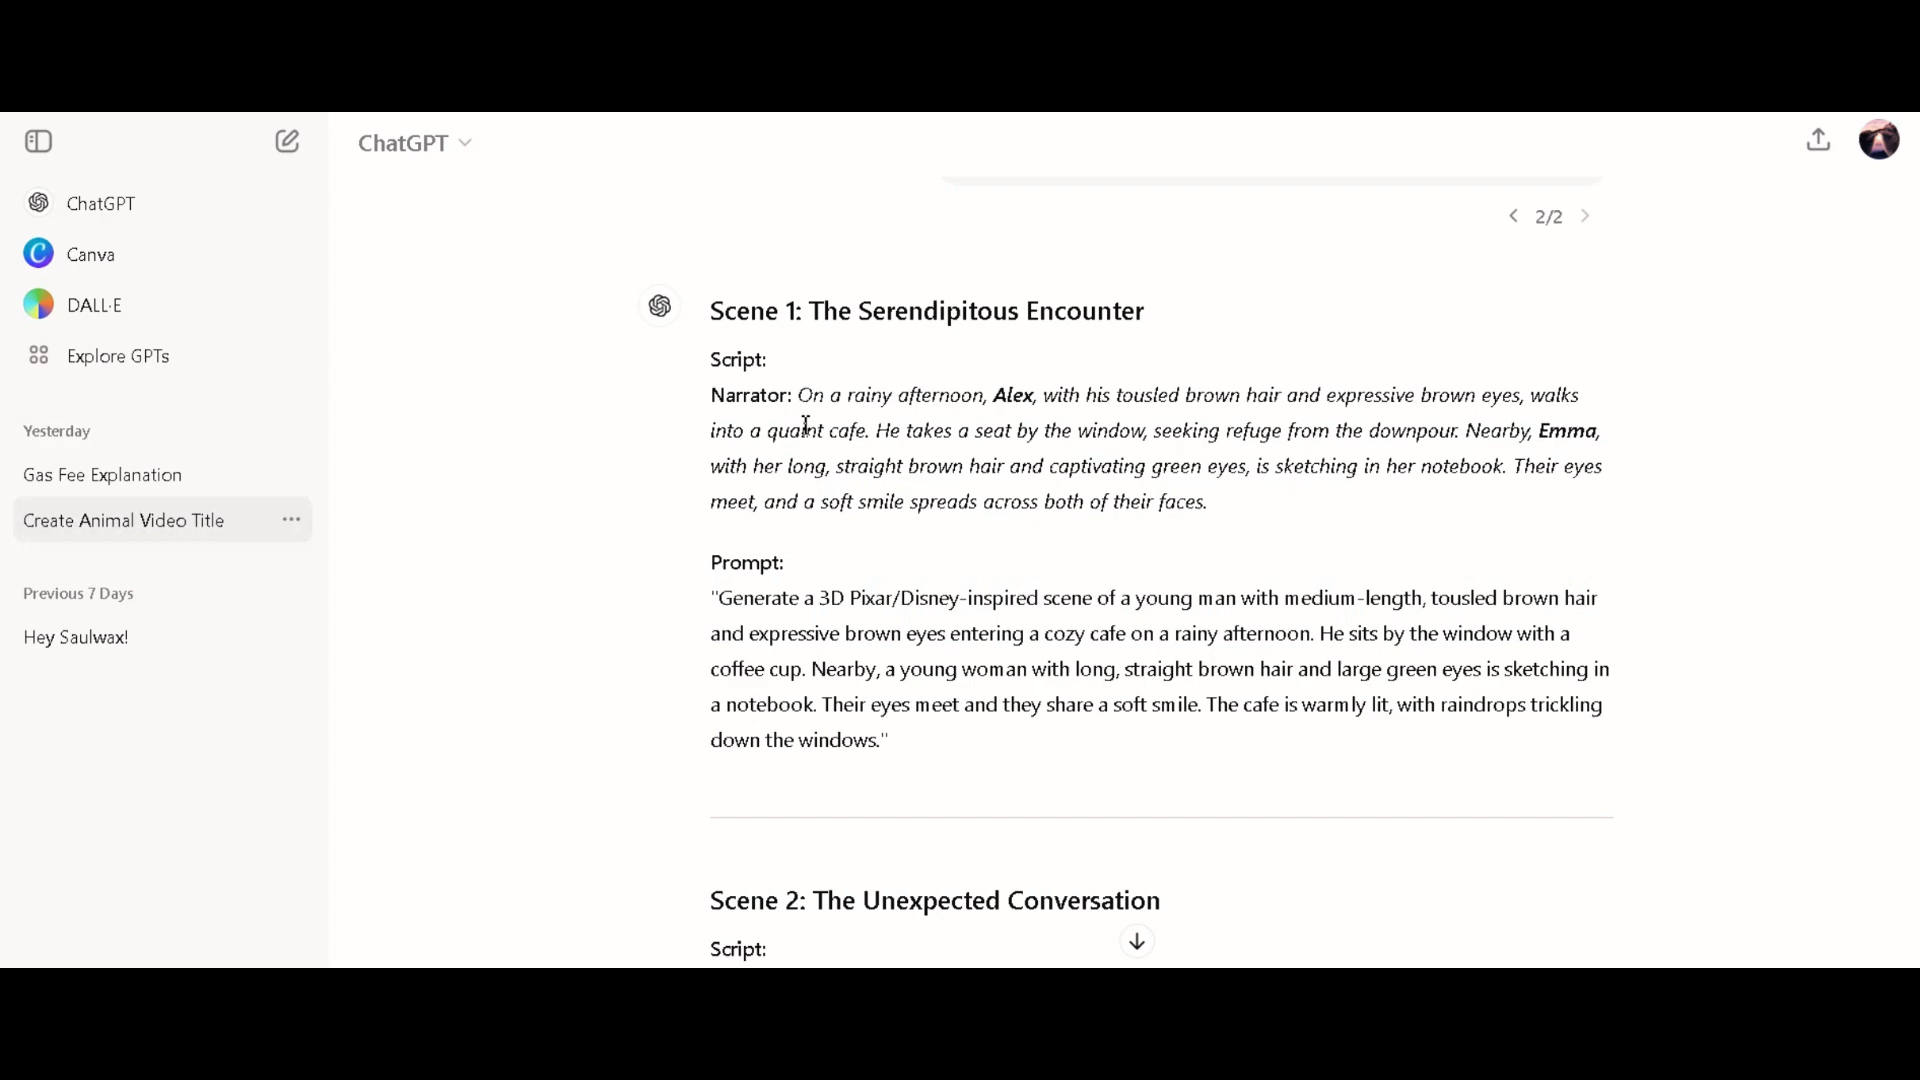 ChatGPT
ChatGPT
Canva
DALL·E
Explore GPTs
Yesterday
Gas Fee Explanation
Create Animal Video Title
Previous 7 Days
Hey Saulwax!
2/2
Scene 1: The Serendipitous Encounter
Script:
Narrator: On a rainy afternoon, Alex, with his tousled brown hair and expressive brown eyes, walks
into a quaint cafe. He takes a seat by the window, seeking refuge from the downpour. Nearby, Emma,
with her long, straight brown hair and captivating green eyes, is sketching in her notebook. Their eyes
meet, and a soft smile spreads across both of their faces.
Prompt:
"Generate a 3D Pixar/Disney-inspired scene of a young man with medium-length, tousled brown hair
and expressive brown eyes entering a cozy cafe on a rainy afternoon. He sits by the window with a
coffee cup. Nearby, a young woman with long, straight brown hair and large green eyes is sketching in
a notebook. Their eyes meet and they share a soft smile. The cafe is warmly lit, with raindrops trickling
down the windows."
Scene 2: The Unexpected Conversation
Script: